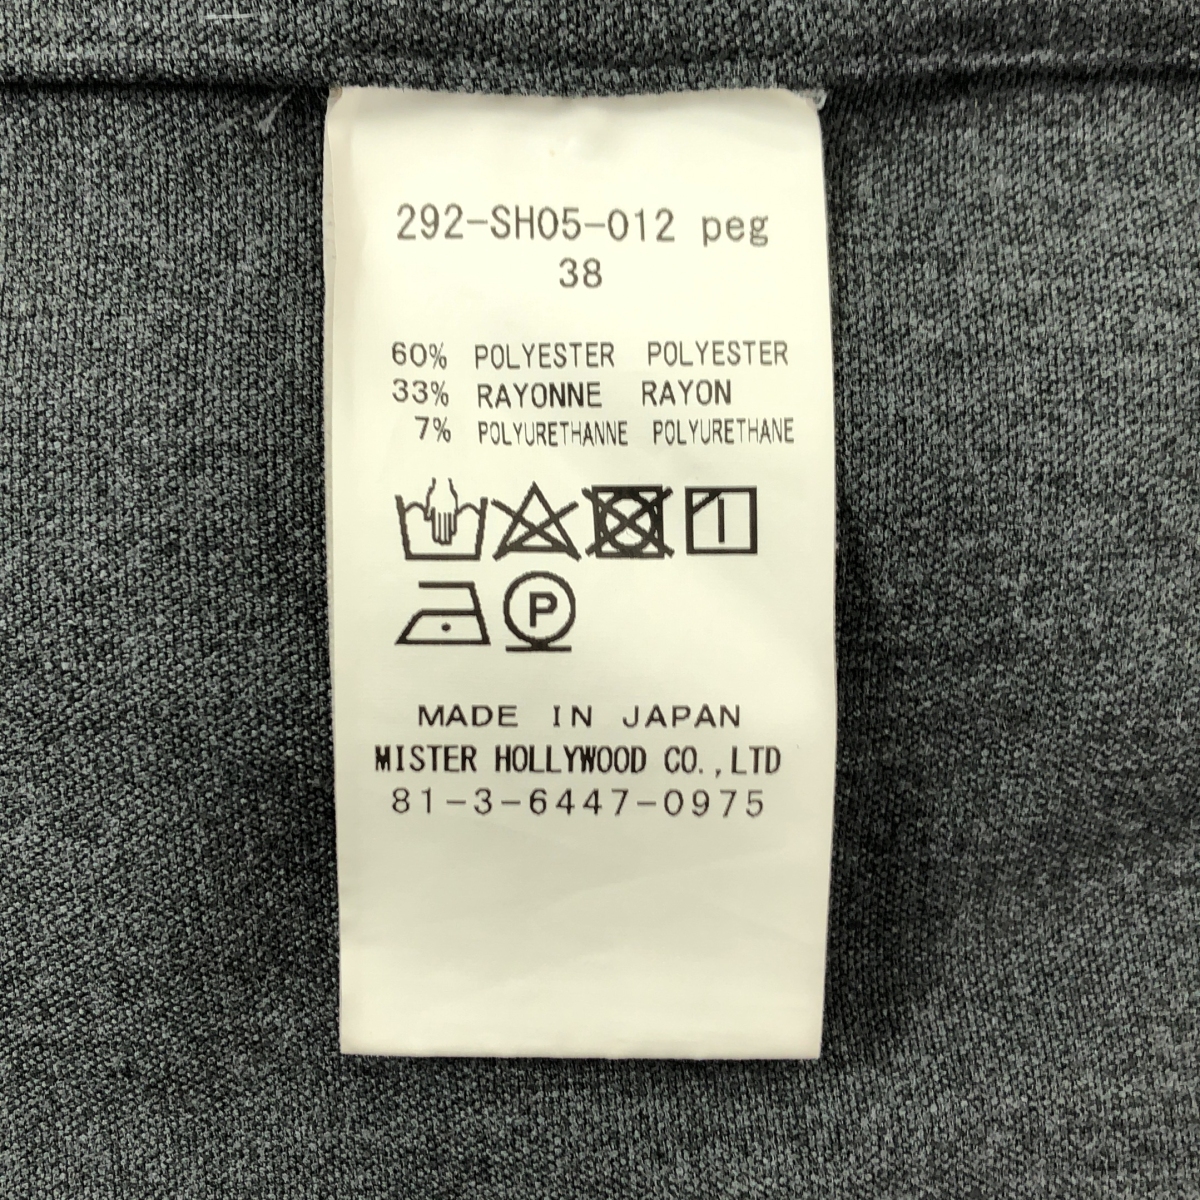 292-SH05-012 peg
38
60% POLYESTER POLYESTER
33% RAYONNE RAYON
7% POLYURETHANNE POLYURETHANE
P
MADE IN JAPAN
MISTER HOLLYWOOD CO.,LTD
81-3-6447-0975